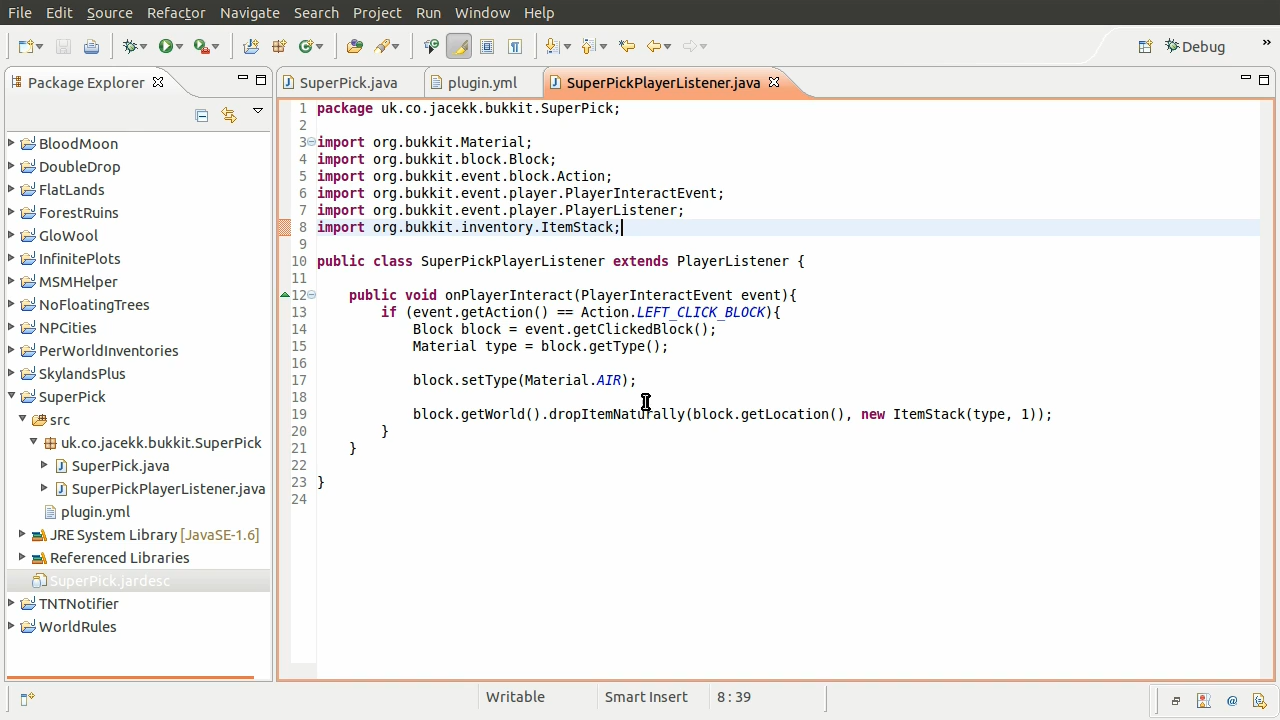 File Edit Source Refactor Navigate Search Project Run Window Help
Debug »
Package Explorer
SuperPick.java plugin.yml SuperPickPlayerListener.java
BloodMoon
DoubleDrop
FlatLands
ForestRuins
GloWood
InfinitePlots
MSMHelper
NoFloatingTrees
NPCities
PerWorldInventories
SkylandsPlus
SuperPick
src
uk.co.jacekk.bukkit.SuperPick
SuperPick.java
SuperPickPlayerListener.java
plugin.yml
JRE System Library [JavaSE-1.6]
Referenced Libraries
SuperPick.jardesc
TNTNotifier
WorldRules
1 package uk.co.jacekk.bukkit.SuperPick;
2
3 import org.bukkit.Material;
4 import org.bukkit.block.Block;
5 import org.bukkit.event.block.Action;
6 import org.bukkit.event.player.PlayerInteractEvent;
7 import org.bukkit.event.player.PlayerListener;
8 import org.bukkit.inventory.ItemStack;
9
10 public class SuperPickPlayerListener extends PlayerListener {
11
12 public void onPlayerInteract(PlayerInteractEvent event){
13 if (event.getAction() == Action.LEFT_CLICK_BLOCK){
14 Block block = event.getClickedBlock();
15 Material type = block.getType();
16
17 block.setType(Material.AIR);
18
19 block.getWorld().dropItemNaturally(block.getLocation(), new ItemStack(type, 1));
20 }
21 }
22
23 }
24
Writable Smart Insert 8:39